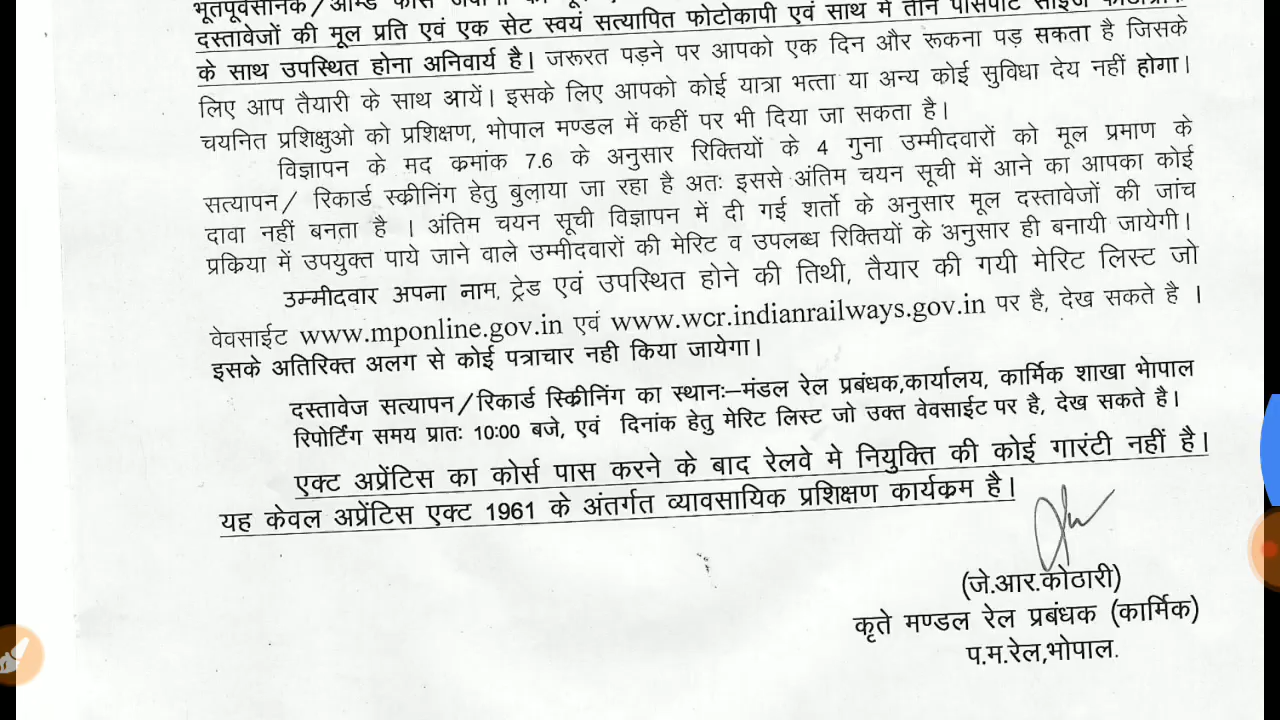 भूतपूर्वसैनिक/आर्म्ड फोर्स
दस्तावेजों की मूल प्रति एवं एक सेट स्वयं सत्यापित फोटोकापी एवं साथ में तीन पासपोर्ट साईज
के साथ उपस्थित होना अनिवार्य है। जरूरत पड़ने पर आपको एक दिन और रूकना पड़ सकता है जिसके
लिए आप तैयारी के साथ आयें। इसके लिए आपको कोई यात्रा भत्ता या अन्य कोई सुविधा देय नहीं होगा।
चयनित प्रशिक्षुओ को प्रशिक्षण, भोपाल मण्डल में कहीं पर भी दिया जा सकता है।
विज्ञापन के मद क्रमांक 7.6 के अनुसार रिक्तियों के 4 गुना उम्मीदवारों को मूल प्रमाण के
सत्यापन/ रिकार्ड स्क्रीनिंग हेतु बुलाया जा रहा है अतः इससे अंतिम चयन सूची में आने का आपका कोई
दावा नहीं बनता है । अंतिम चयन सूची विज्ञापन में दी गई शर्तो के अनुसार मूल दस्तावेजों की जांच
प्रक्रिया में उपयुक्त पाये जाने वाले उम्मीदवारों की मेरिट व उपलब्ध रिक्तियों के अनुसार ही बनायी जायेगी।
उम्मीदवार अपना नाम, ट्रेड एवं उपस्थित होने की तिथी, तैयार की गयी मेरिट लिस्ट जो
वेवसाईट www.mponline.gov.in एवं www.wcr.indianrailways.gov.in पर है, देख सकते है ।
इसके अतिरिक्त अलग से कोई पत्राचार नही किया जायेगा।
दस्तावेज सत्यापन/रिकार्ड स्क्रीनिंग का स्थानः–मंडल रेल प्रबंधक,कार्यालय, कार्मिक शाखा भेापाल
रिपोर्टिंग समय प्रातः 10:00 बजे, एवं दिनांक हेतु मेरिट लिस्ट जो उक्त वेवसाईट पर है, देख सकते है।
एक्ट अप्रेंटिस का कोर्स पास करने के बाद रेलवे मे नियुक्ति की कोई गारंटी नहीं है।
यह केवल अप्रेंटिस एक्ट 1961 के अंतर्गत व्यावसायिक प्रशिक्षण कार्यक्रम है।
(जे.आर.कोठारी)
कृते मण्डल रेल प्रबंधक (कार्मिक)
प.म.रेल,भोपाल.